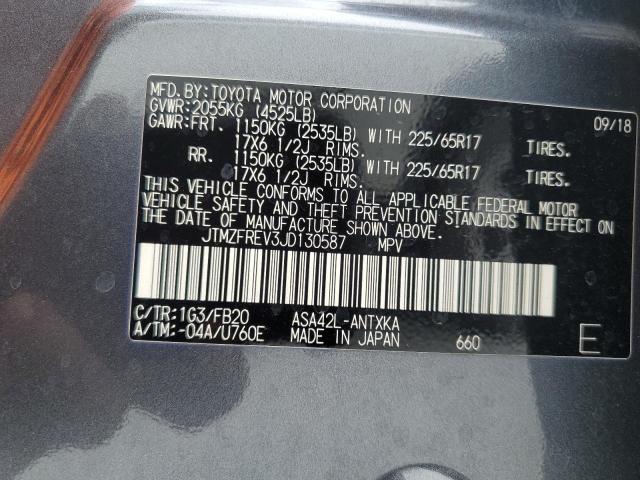 MFD.BY:TOYOTA MOTOR CORPORATION 09/18
GVWR:2055KG (4525LB)
GAWR:FRT. 1150KG (2535LB) WITH 225/65R17 TIRES.
17X6 1/2J RIMS.
RR. 1150KG (2535LB) WITH 225/65R17 TIRES.
17X6 1/2J RIMS.
THIS VEHICLE CONFORMS TO ALL APPLICABLE FEDERAL MOTOR
VEHICLE SAFETY AND THEFT PREVENTION STANDARDS IN EFFECT ON
THE DATE OF MANUFACTURE SHOWN ABOVE.
JTMZFREV3JD130587 MPV
C/TR:1G3/FB20 ASA42L-ANTXKA
A/TM:-04A/U760E MADE IN JAPAN 660 E